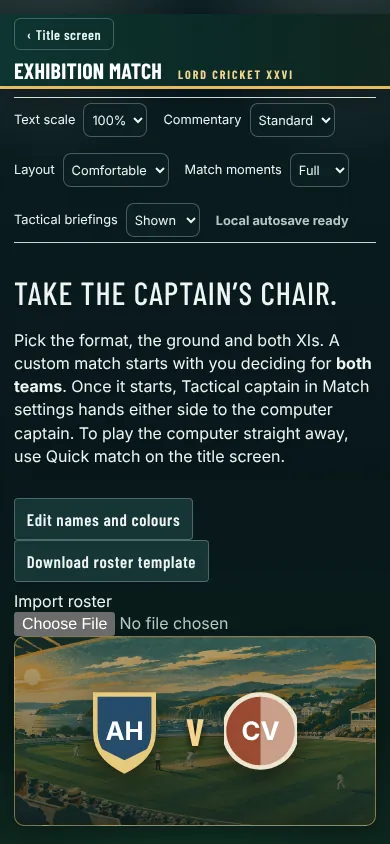 ‹ Title screen
EXHIBITION MATCH LORD CRICKET XXVI
Text scale 100% Commentary Standard
Layout Comfortable Match moments Full
Tactical briefings Shown Local autosave ready
TAKE THE CAPTAIN’S CHAIR.
Pick the format, the ground and both XIs. A
custom match starts with you deciding for both
teams. Once it starts, Tactical captain in Match
settings hands either side to the computer
captain. To play the computer straight away,
use Quick match on the title screen.
Edit names and colours
Download roster template
Import roster
Choose File No file chosen
AH V CV